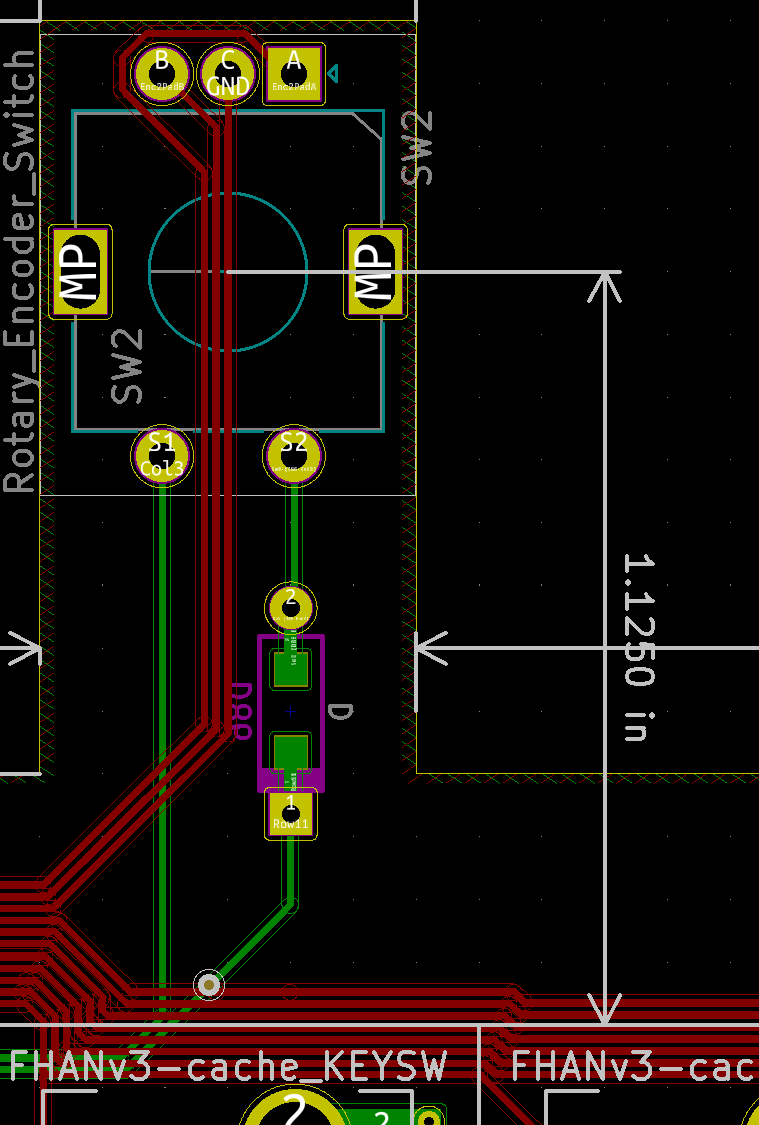 B
Enc2PadB
C
GND
A
Enc2PadA
SW2
Rotary_Encoder_Switch
MP
MP
SW2
S1
Col3
S2
2
1.1250 in
D
1
Row11
FHANv3-cache_KEYSW
FHANv3-cac
2
2